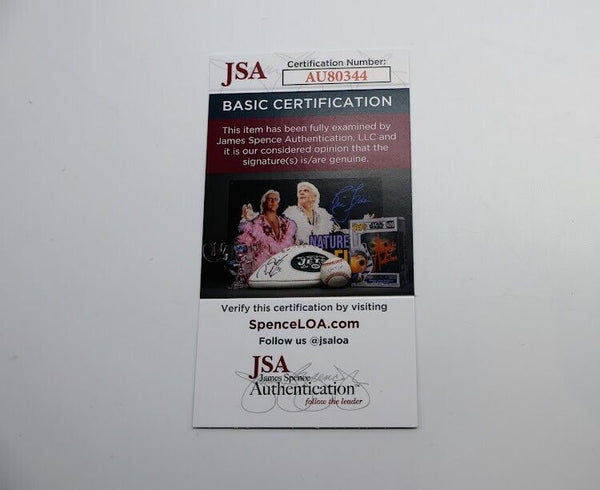 JSA
Certification Number:
AU80344
BASIC CERTIFICATION
This item has been fully examined by
James Spence Authentication, LLC and
it is our considered opinion that the
signature(s) is/are genuine.
NATURE
JETS
Verify this certification by visiting
SpenceLOA.com
Follow us @jsaloa
JSA
James Spence
Authentication™
follow the leader